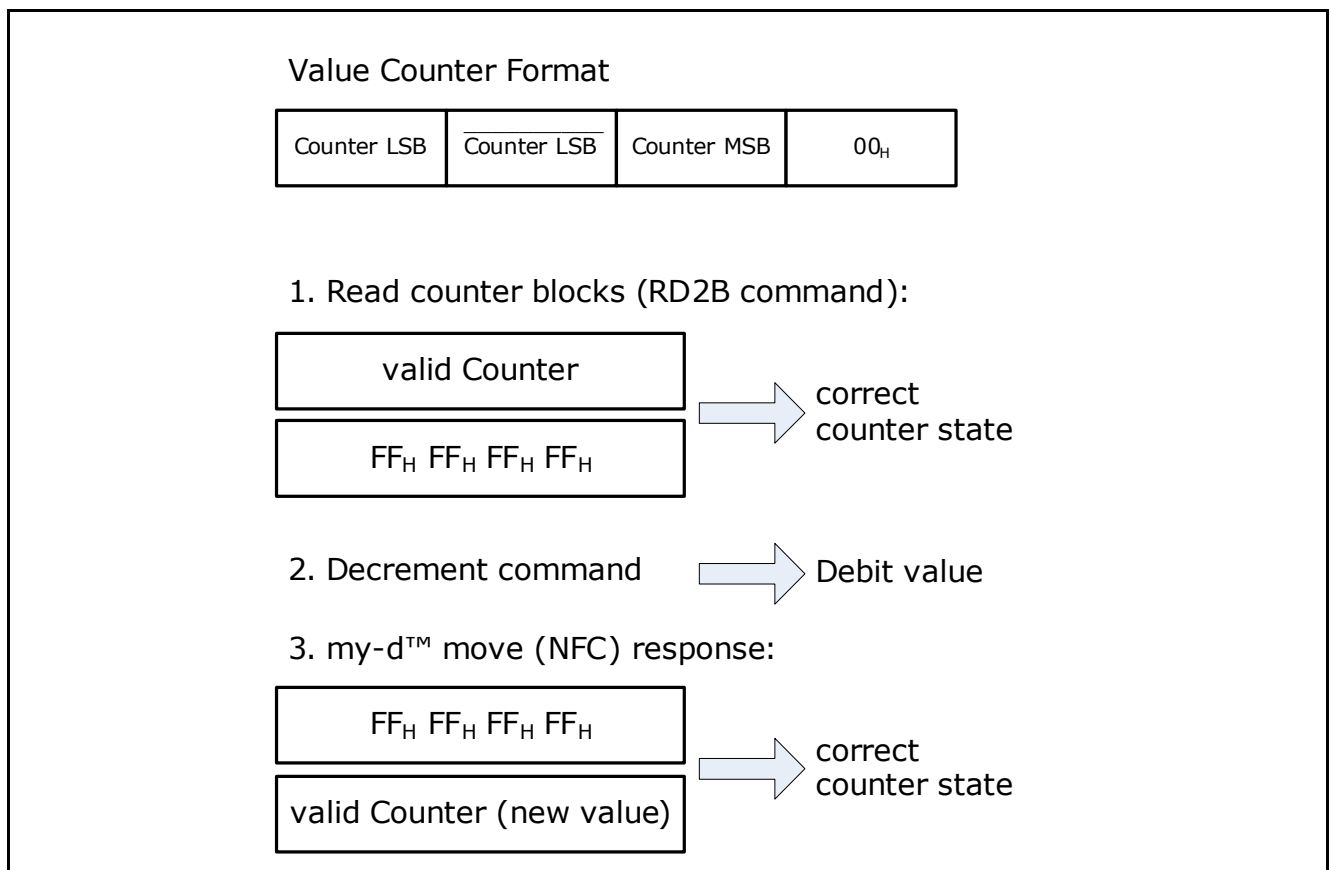 Value Counter Format
Counter LSB C̅o̅u̅n̅t̅e̅r̅ ̅L̅S̅B̅ Counter MSB 00H
1. Read counter blocks (RD2B command):
valid Counter
FFH FFH FFH FFH
correct
counter state
2. Decrement command
Debit value
3. my-d™ move (NFC) response:
FFH FFH FFH FFH
valid Counter (new value)
correct
counter state